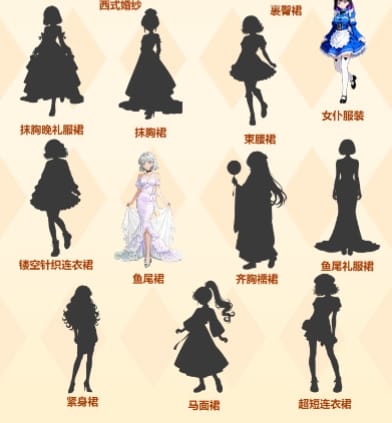 西式婚纱
裹臀裙
抹胸晚礼服裙
抹胸裙
束腰裙
女仆服装
镂空针织连衣裙
鱼尾裙
齐胸襦裙
鱼尾礼服裙
紧身裙
马面裙
超短连衣裙